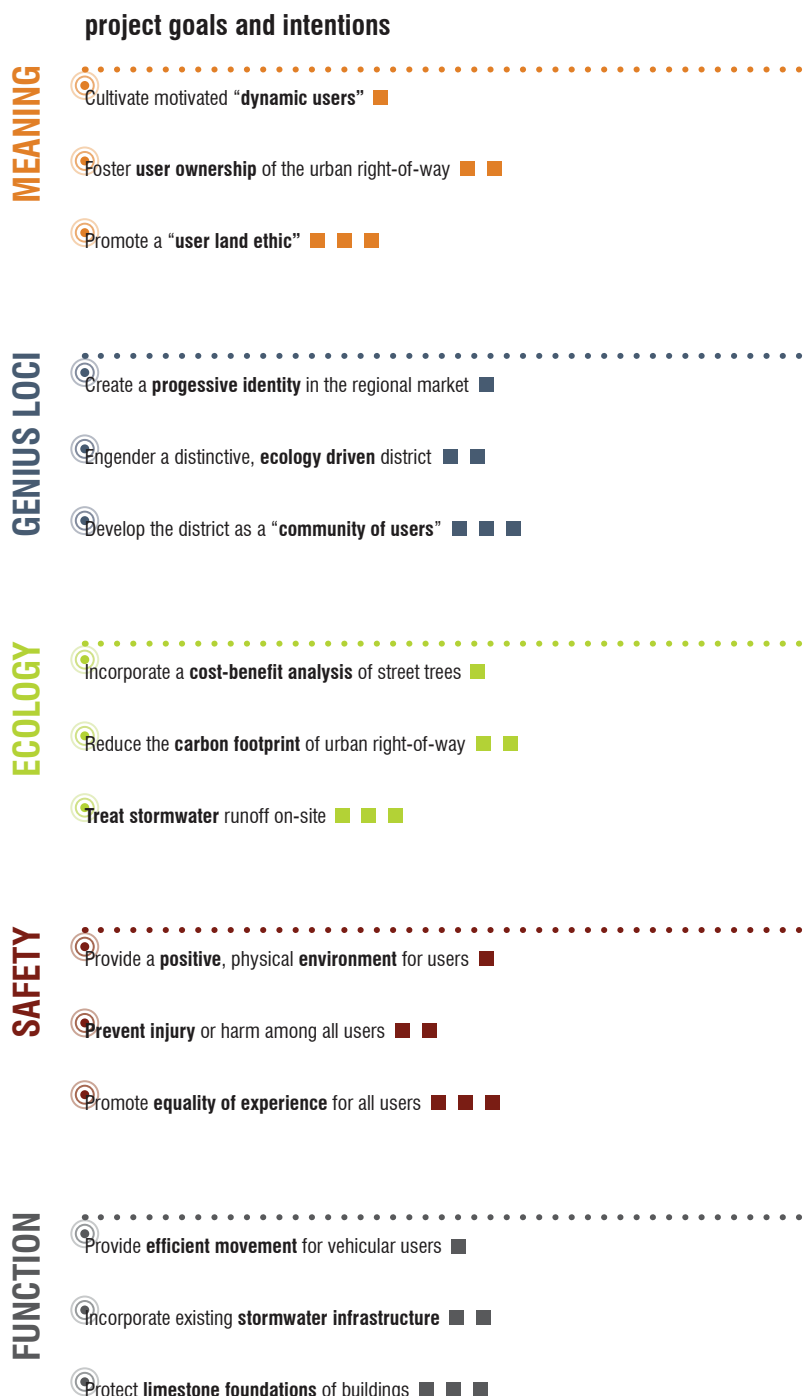 project goals and intentions
MEANING
Cultivate motivated “dynamic users”
Foster user ownership of the urban right-of-way
Promote a “user land ethic”
GENIUS LOCI
Create a progessive identity in the regional market
Engender a distinctive, ecology driven district
Develop the district as a “community of users”
ECOLOGY
Incorporate a cost-benefit analysis of street trees
Reduce the carbon footprint of urban right-of-way
Treat stormwater runoff on-site
SAFETY
Provide a positive, physical environment for users
Prevent injury or harm among all users
Promote equality of experience for all users
FUNCTION
Provide efficient movement for vehicular users
Incorporate existing stormwater infrastructure
Protect limestone foundations of buildings